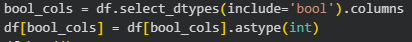 bool_cols = df.select_dtypes(include='bool').columns
df[bool_cols] = df[bool_cols].astype(int)